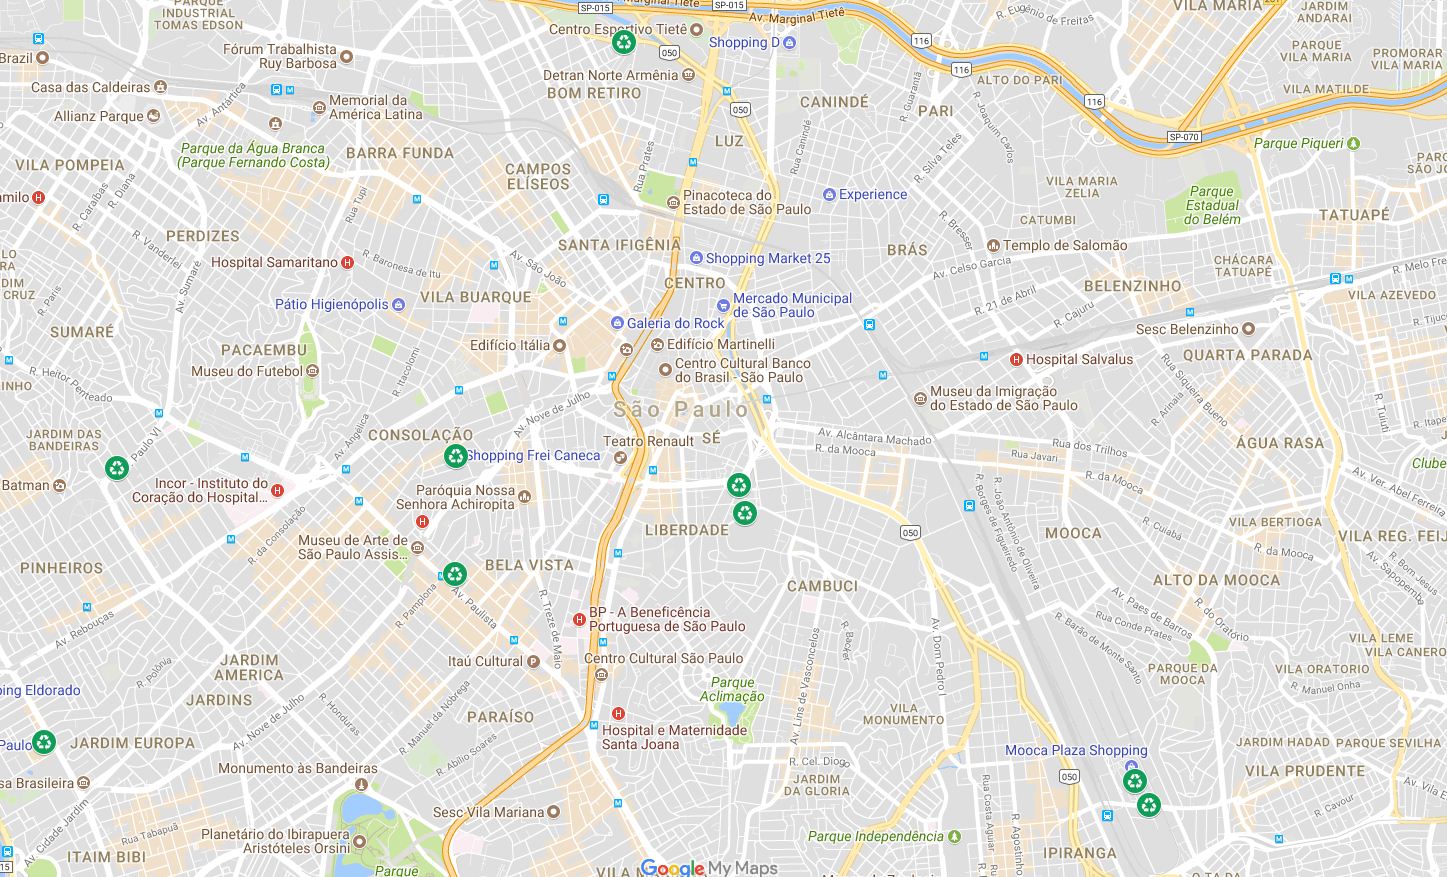 PARQUE
INDUSTRIAL
TOMAS EDSON
SP-015
SP-015
Marginal Tietê
Av. Marginal Tietê
R. Eugênio de Freitas
VILA MARIA
JARDIM
ANDARAI
Centro Esportivo Tietê
050
Shopping D
116
116
116
ALTO DO PARI
PARQUE
VILA MARIA
PROMORAR
VILA MARIA
VILA MATILDE
Brazil
Fórum Trabalhista
Ruy Barbosa
Casa das Caldeiras
Allianz Parque
Av. Antártica
Memorial da
América Latina
Detran Norte Armênia
BOM RETIRO
050
CANINDÉ
R. Guarantã
PARI
R. Joaquim Carlos
SP-070
Parque Piqueri
VILA POMPEIA
Parque da Água Branca
(Parque Fernando Costa)
BARRA FUNDA
CAMPOS
ELÍSEOS
Rua Prates
LUZ
Rua Canindé
R. Silva Teles
VILA MARIA
ZELIA
Parque
Estadual
do Belém
TATUAPÉ
R. Caraíbas
R. Diana
Rua Tupi
Pinacoteca do
Estado de São Paulo
Experience
CATUMBI
PERDIZES
R. Vanderlei
Av. Sumaré
R. Baronesa de Itu
Av. São João
SANTA IFIGÊNIA
BRÁS
R. Bresser
Templo de Salomão
Hospital Samaritano
Shopping Market 25
Av. Celso Garcia
CHÁCARA
TATUAPÉ
R. Melo Freire
R. Paris
CENTRO
BELENZINHO
VILA AZEVEDO
Pátio Higienópolis
VILA BUARQUE
Mercado Municipal
de São Paulo
R. 21 de Abril
R. Cajuru
SUMARÉ
Galeria do Rock
Sesc Belenzinho
PACAEMBU
Edifício Itália
Edifício Martinelli
QUARTA PARADA
Museu do Futebol
R. Itacolomi
Centro Cultural Banco
do Brasil - São Paulo
Hospital Salvalus
R. Heitor Penteado
Museu da Imigração
do Estado de São Paulo
Rua Siqueira Bueno
R. Arinaia
R. Tuiuti
Av. Nove de Julho
São Paulo
JARDIM DAS
BANDEIRAS
Paulo VI
Av. Angélica
CONSOLAÇÃO
Teatro Renault
SÉ
Av. Alcântara Machado
R. da Mooca
Rua dos Trilhos
Rua Javari
ÁGUA RASA
Batman
Incor - Instituto do
Coração do Hospital...
Shopping Frei Caneca
R. da Mooca
Paróquia Nossa
Senhora Achiropita
R. da Consolação
R. Borges de Figueiredo
R. João Antônio de Oliveira
Av. Ver. Abel Ferreira
Museu de Arte de
São Paulo Assis...
LIBERDADE
050
MOOCA
R. Cuiabá
VILA BERTIOGA
R. da Mooca
VILA REG. FEIJ
PINHEIROS
BELA VISTA
CAMBUCI
ALTO DA MOOCA
R. Bom Jesus
Av. Sapopemba
R. Pamplona
Av. Paulista
R. Treze de Maio
Av. Rebouças
BP - A Beneficência
Portuguesa de São Paulo
R. Backer
Av. Dom Pedro I
Av. Paes de Barros
Rua Conde Prates
R. do Oratório
R. Barão de Monte Santo
VILA LEME
VILA CANERO
JARDIM
AMERICA
R. Polônia
Itaú Cultural
Centro Cultural São Paulo
Av. Lins de Vasconcelos
PARQUE DA
MOOCA
VILA ORATORIO
ping Eldorado
JARDINS
R. Honduras
R. Manuel da Nóbrega
Parque
Aclimação
R. Manuel Onha
VILA
MONUMENTO
Av. Nove de Julho
PARAÍSO
Hospital e Maternidade
Santa Joana
Paulo
JARDIM EUROPA
R. Abílio Soares
Mooca Plaza Shopping
JARDIM HADAD
PARQUE SEVILHA
Monumento às Bandeiras
R. Cel. Diogo
050
VILA PRUDENTE
sa Brasileira
JARDIM
DA GLORIA
Av. Cidade Jardim
Rua Tabapuã
Planetário do Ibirapuera
Aristóteles Orsini
Sesc Vila Mariana
Parque Independência
Rua Costa Aguiar
R. Agostinho
R. Cavour
ITAIM BIBI
IPIRANGA
Parque
Google My Maps